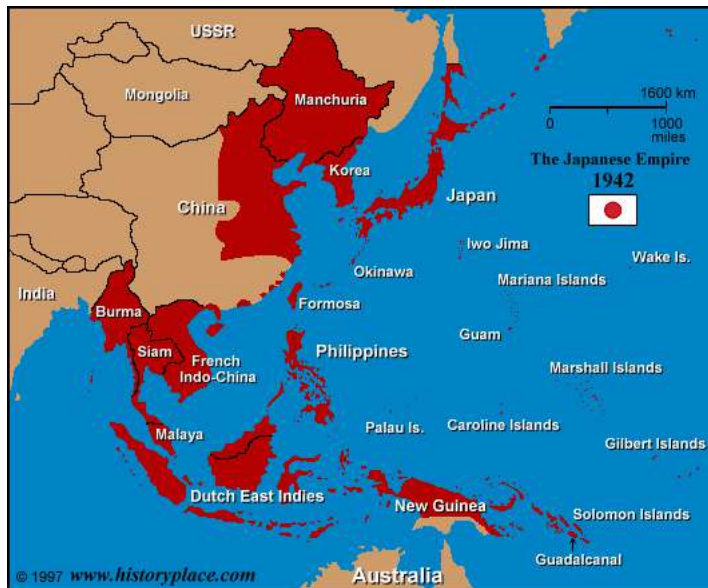 USSR
Mongolia
Manchuria
1600 km
0
1000
miles
The Japanese Empire
1942
Korea
Japan
China
Iwo Jima
Wake Is.
Okinawa
Mariana Islands
India
Burma
Formosa
Guam
Siam
French
Indo-China
Philippines
Marshall Islands
Malaya
Palau Is.
Caroline Islands
Gilbert Islands
Dutch East Indies
New Guinea
Solomon Islands
Guadalcanal
© 1997 www.historyplace.com
Australia